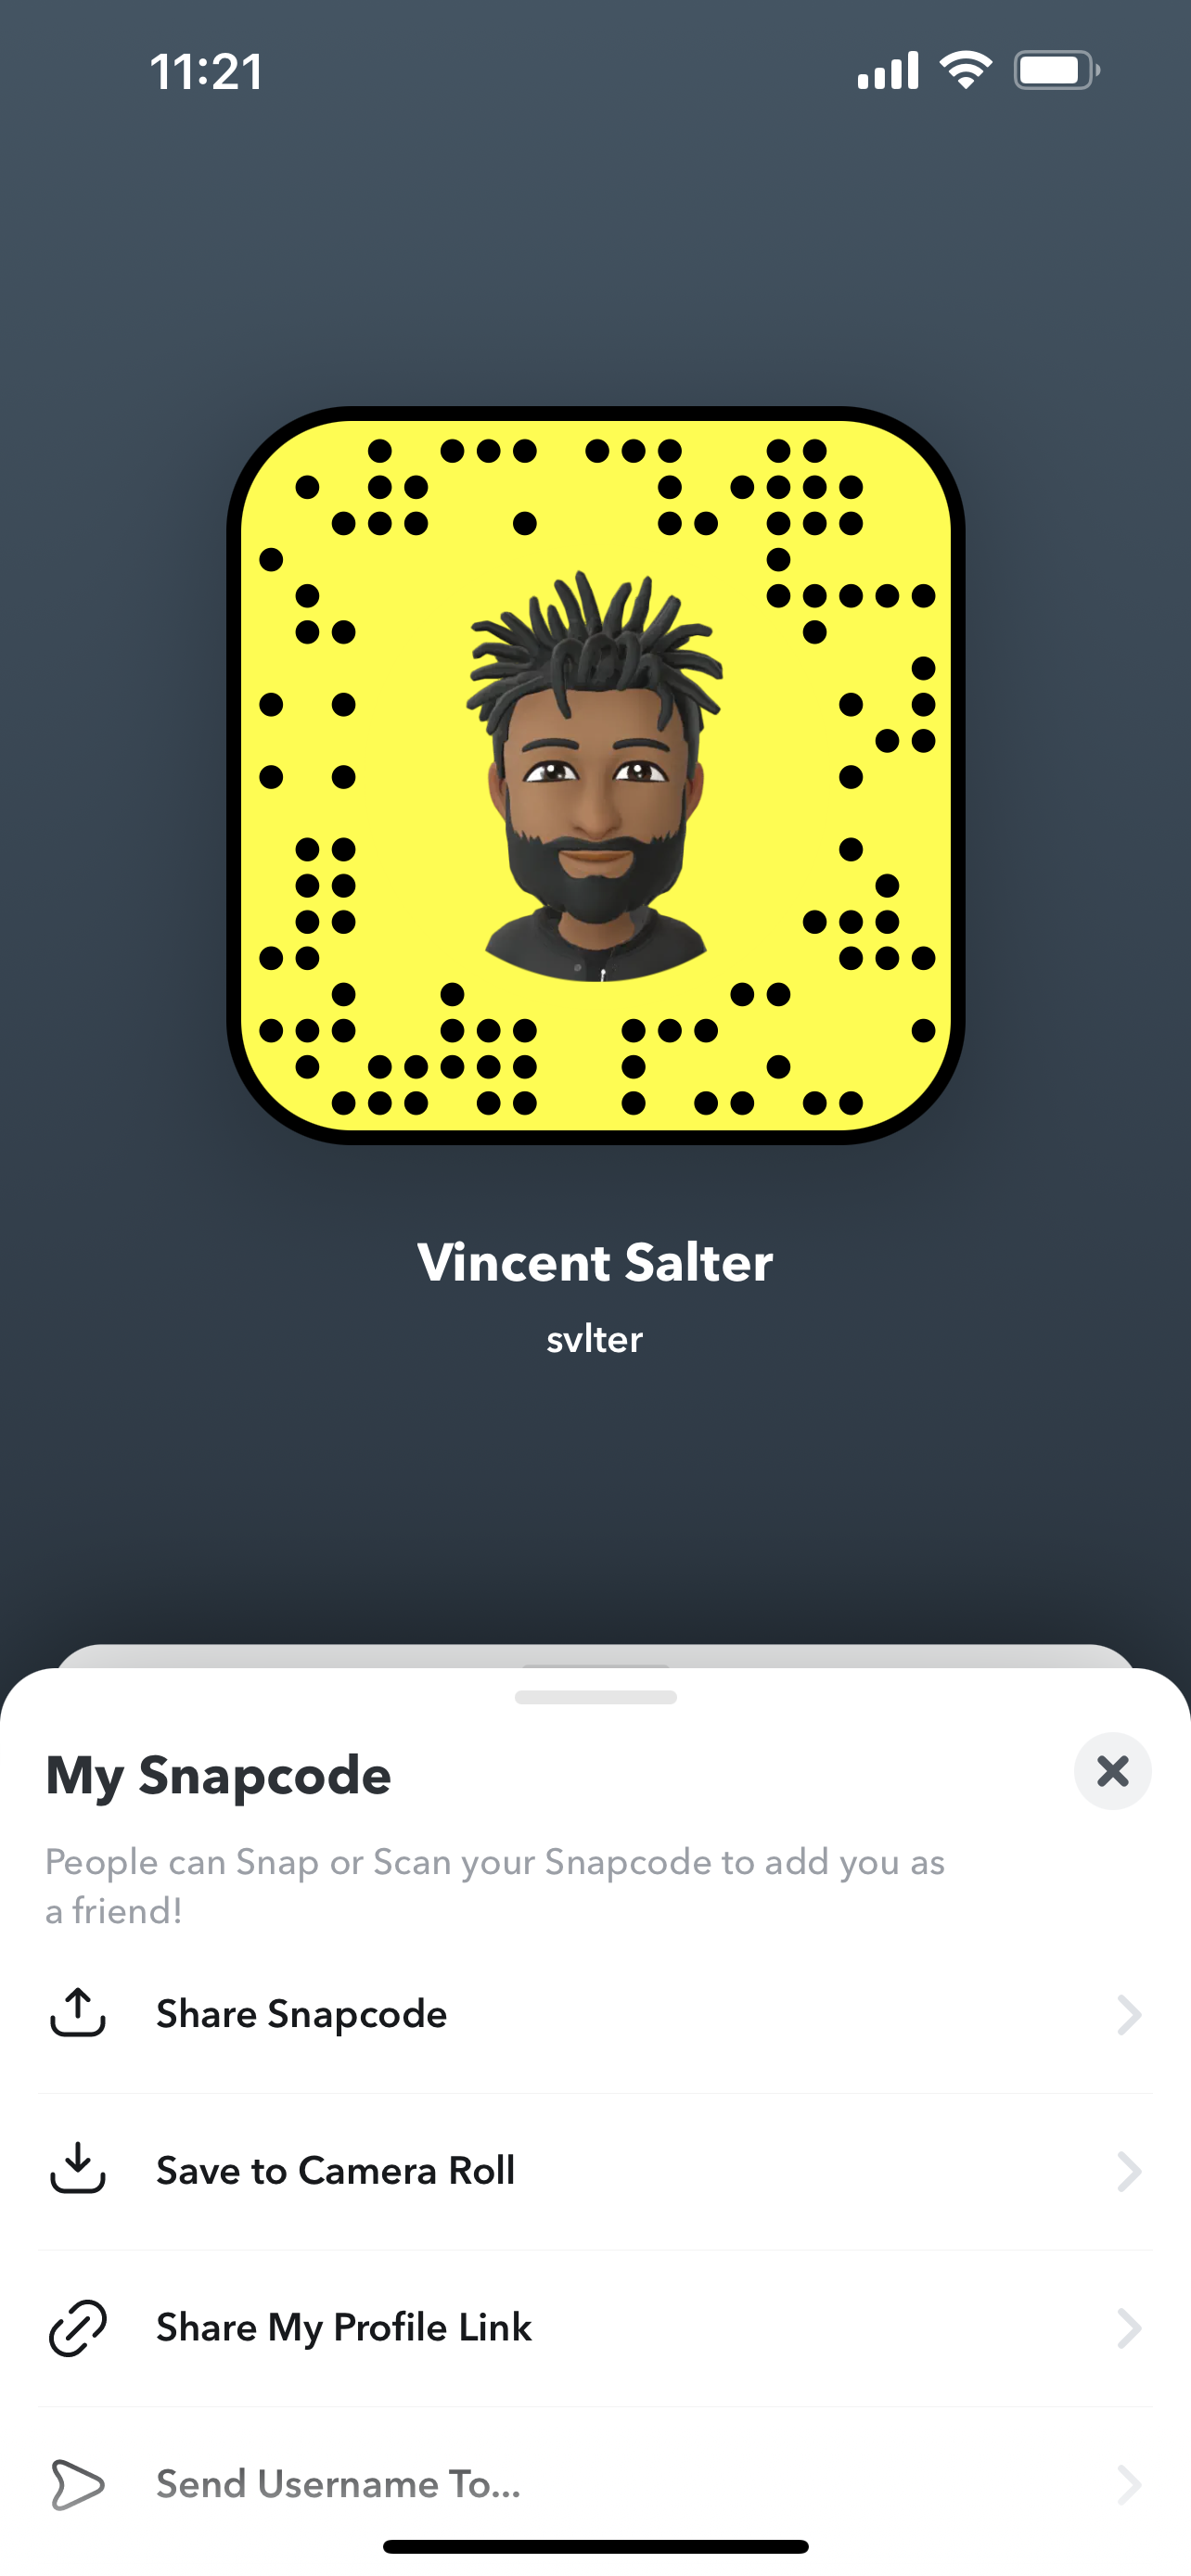 11:21
Vincent Salter
svlter
My Snapcode
People can Snap or Scan your Snapcode to add you as
a friend!
Share Snapcode
Save to Camera Roll
Share My Profile Link
Send Username To...